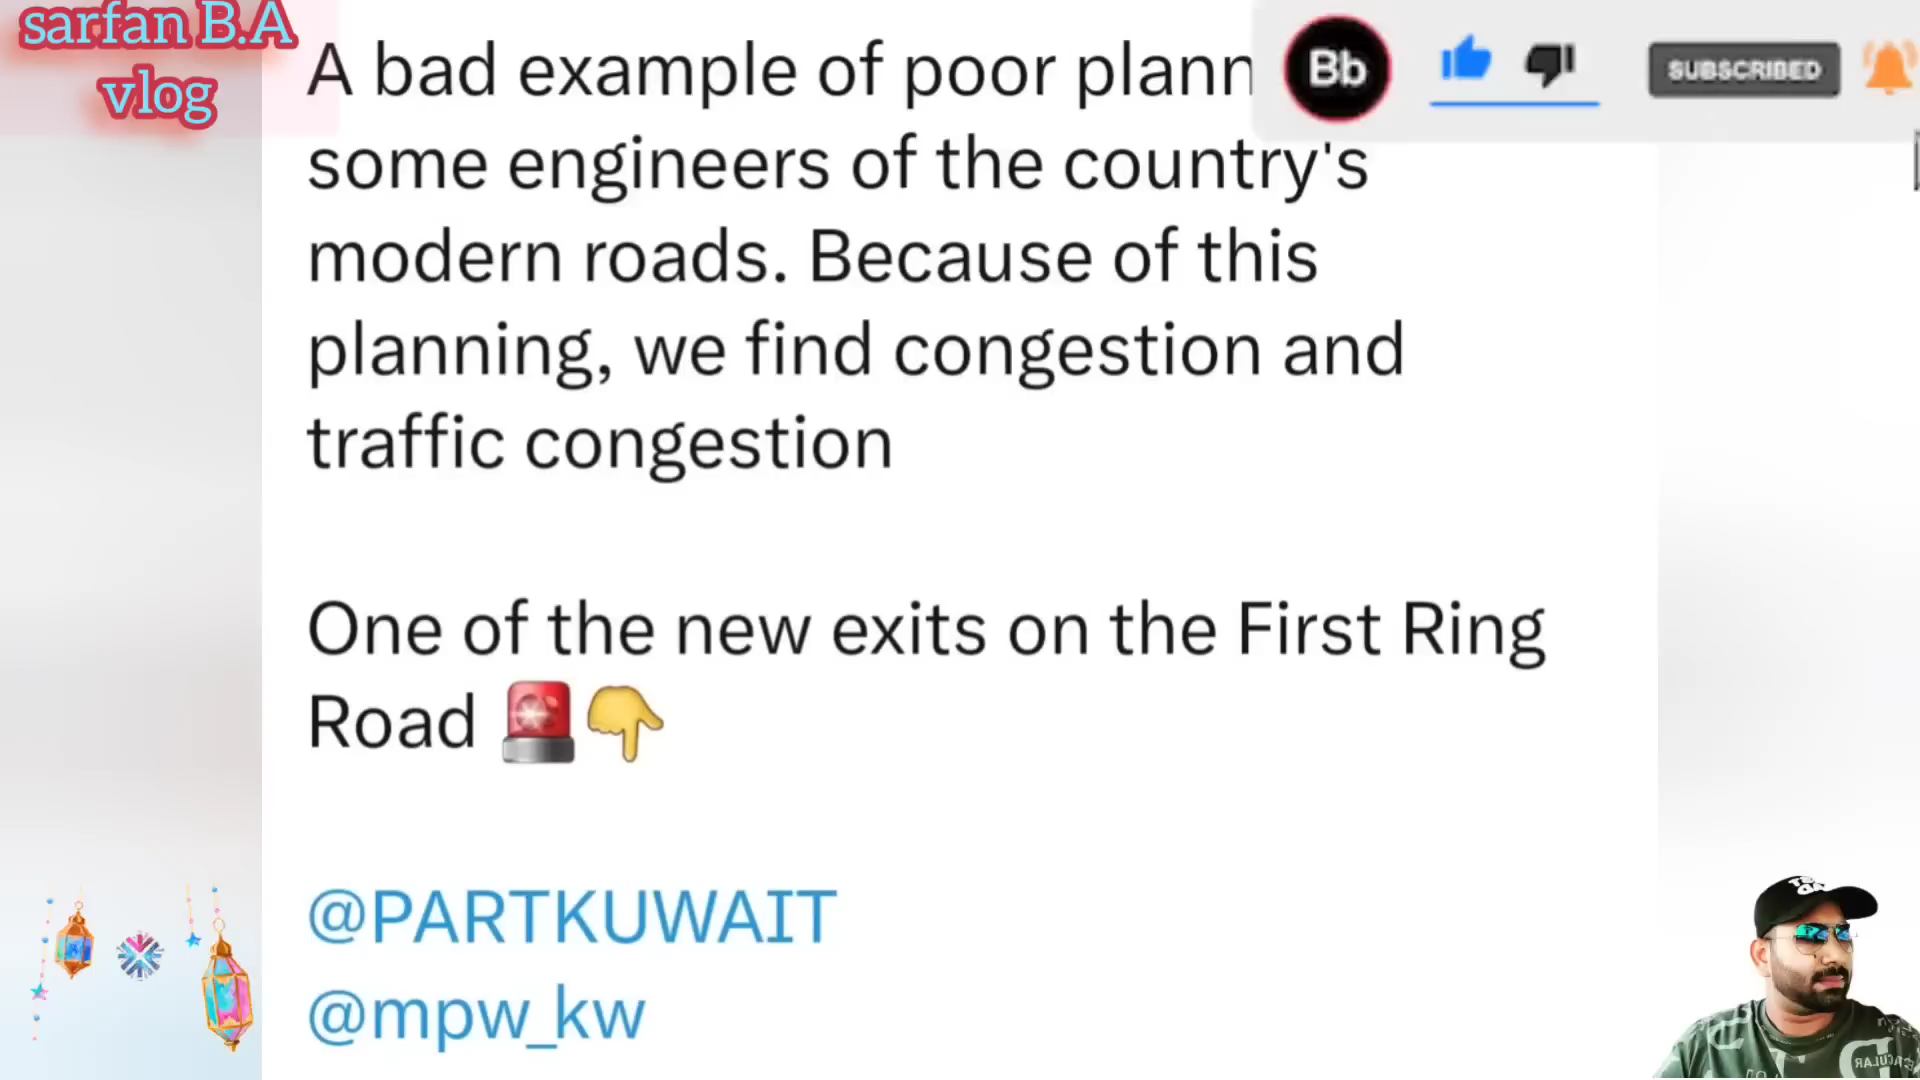 sarfan B.A
vlog
A bad example of poor plann
some engineers of the country's
modern roads. Because of this
planning, we find congestion and
traffic congestion
One of the new exits on the First Ring
Road 🚨👇
@PARTKUWAIT
@mpw_kw
Bb
SUBSCRIBED